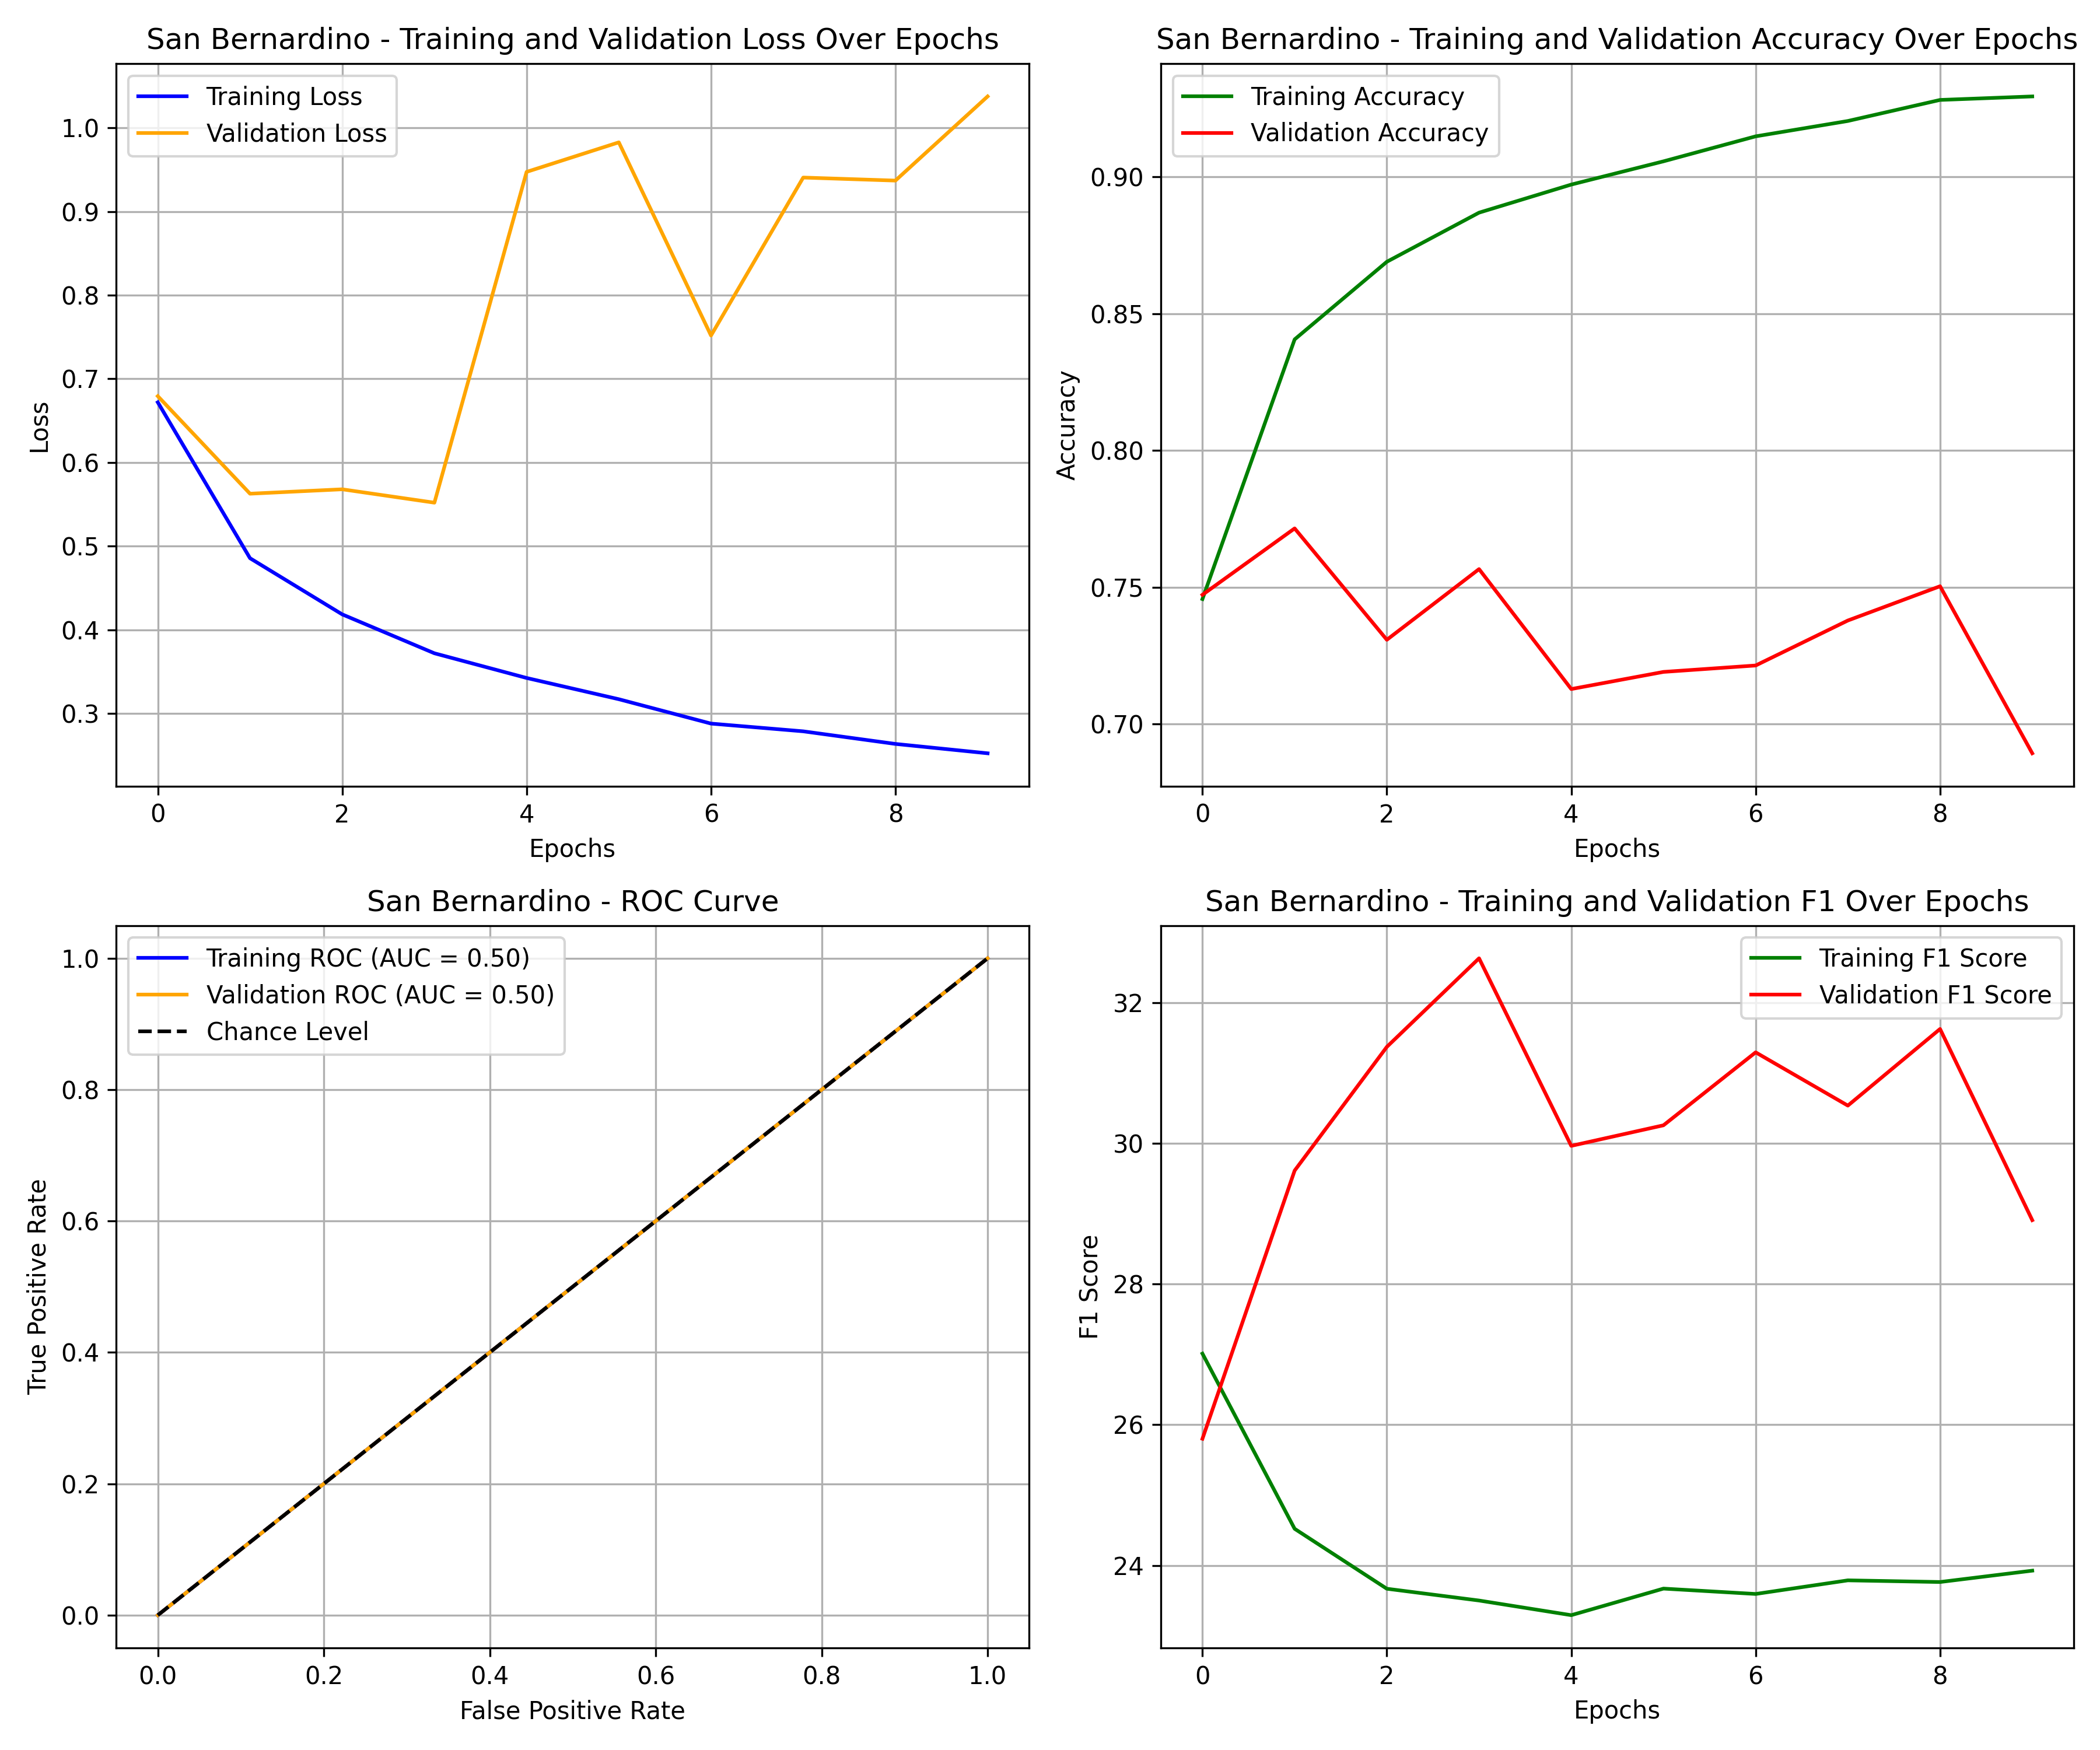 San Bernardino - Training and Validation Loss Over Epochs
Training Loss
Validation Loss
1.0
0.9
0.8
0.7
0.6
0.5
0.4
0.3
Loss
0 2 4 6 8
Epochs
San Bernardino - Training and Validation Accuracy Over Epochs
Training Accuracy
Validation Accuracy
0.90
0.85
0.80
0.75
0.70
Accuracy
0 2 4 6 8
Epochs
San Bernardino - ROC Curve
Training ROC (AUC = 0.50)
Validation ROC (AUC = 0.50)
Chance Level
1.0
0.8
0.6
0.4
0.2
0.0
True Positive Rate
0.0 0.2 0.4 0.6 0.8 1.0
False Positive Rate
San Bernardino - Training and Validation F1 Over Epochs
Training F1 Score
Validation F1 Score
32
30
28
26
24
F1 Score
0 2 4 6 8
Epochs